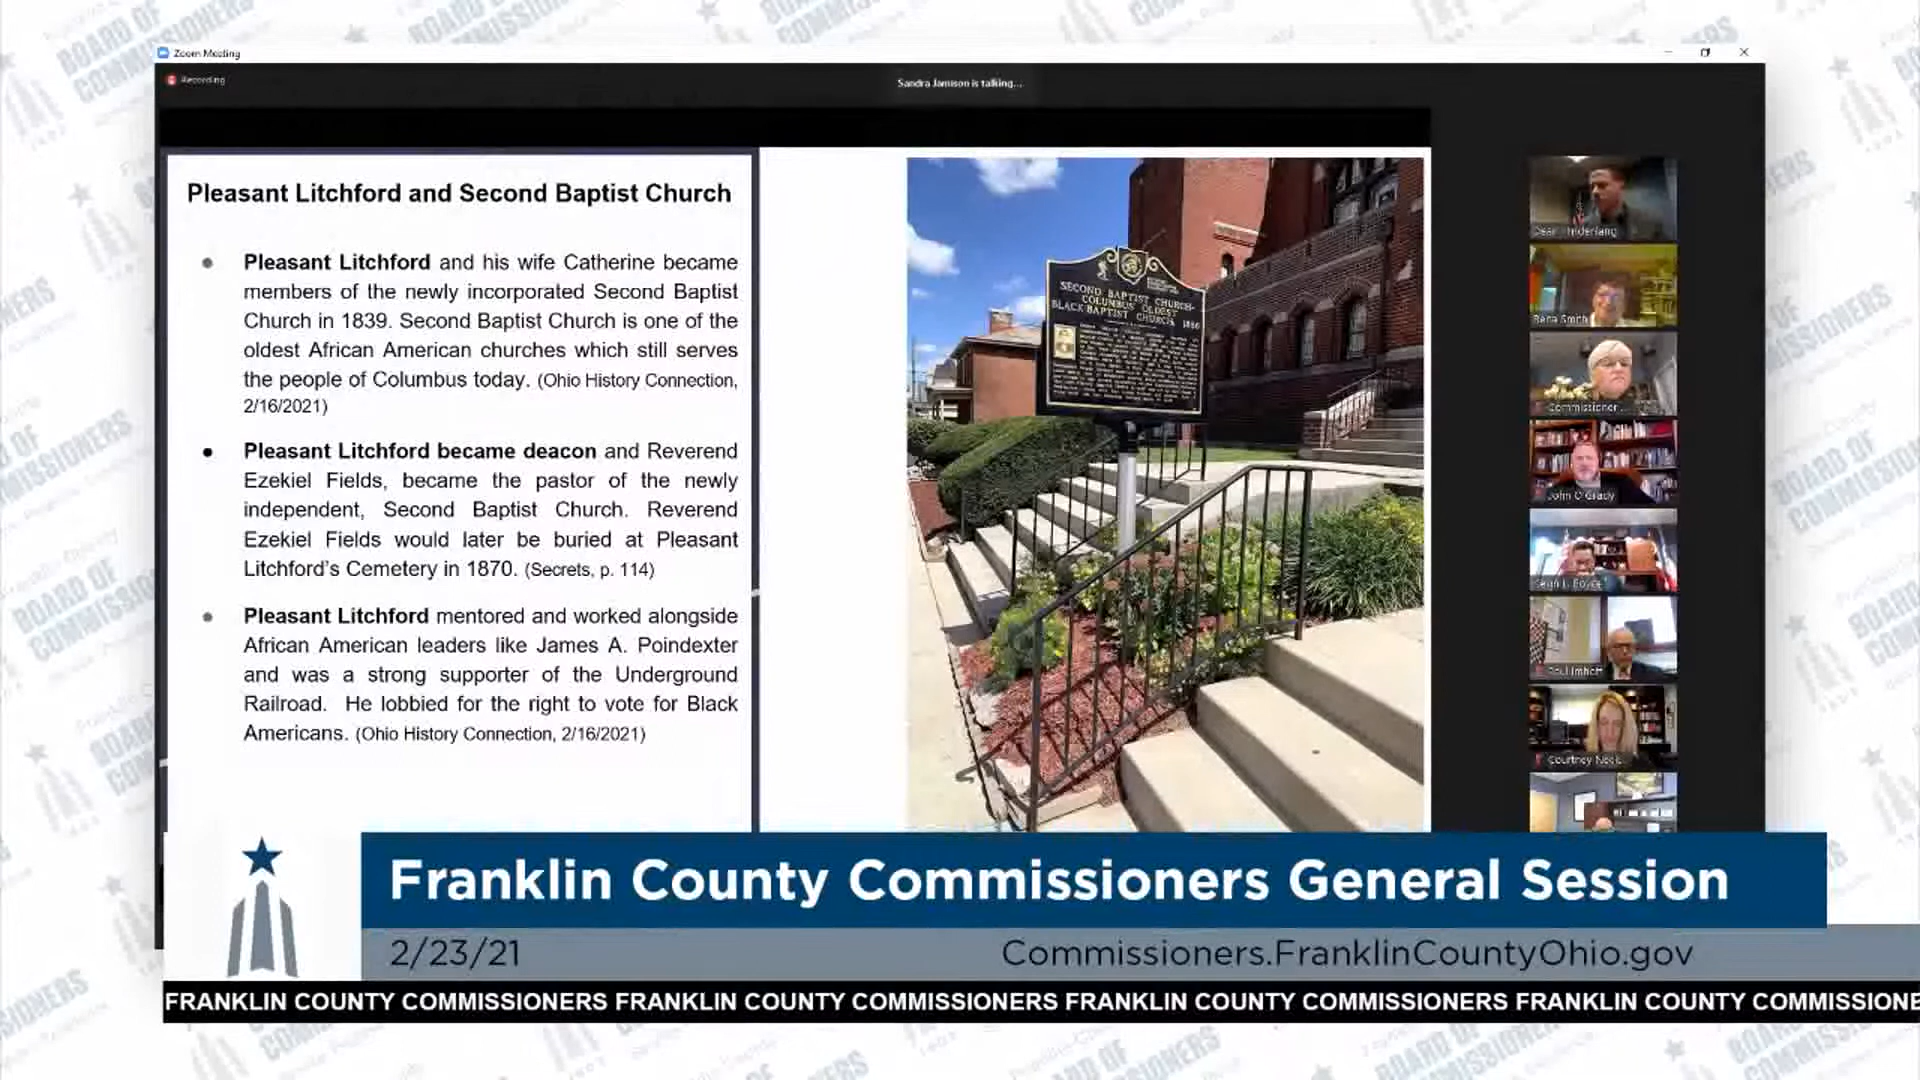 Zoom Meeting
Recording
Sandra Jamison is talking...
Pleasant Litchford and Second Baptist Church
Pleasant Litchford and his wife Catherine became
members of the newly incorporated Second Baptist
Church in 1839. Second Baptist Church is one of the
oldest African American churches which still serves
the people of Columbus today. (Ohio History Connection,
2/16/2021)
Pleasant Litchford became deacon and Reverend
Ezekiel Fields, became the pastor of the newly
independent, Second Baptist Church. Reverend
Ezekiel Fields would later be buried at Pleasant
Litchford's Cemetery in 1870. (Secrets, p. 114)
Pleasant Litchford mentored and worked alongside
African American leaders like James A. Poindexter
and was a strong supporter of the Underground
Railroad. He lobbied for the right to vote for Black
Americans. (Ohio History Connection, 2/16/2021)
SECOND BAPTIST CHURCH-
COLUMBUS' OLDEST
BLACK BAPTIST CHURCH,
Rena Smith
Commissioner...
John O'Grady
Paul Imhoff
Courtney
Franklin County Commissioners General Session
2/23/21
Commissioners.FranklinCountyOhio.gov
FRANKLIN COUNTY COMMISSIONERS FRANKLIN COUNTY COMMISSIONERS FRANKLIN COUNTY COMMISSIONERS FRANKLIN COUNTY COMMISSIONE
BOARD OF
COMMISSIONERS